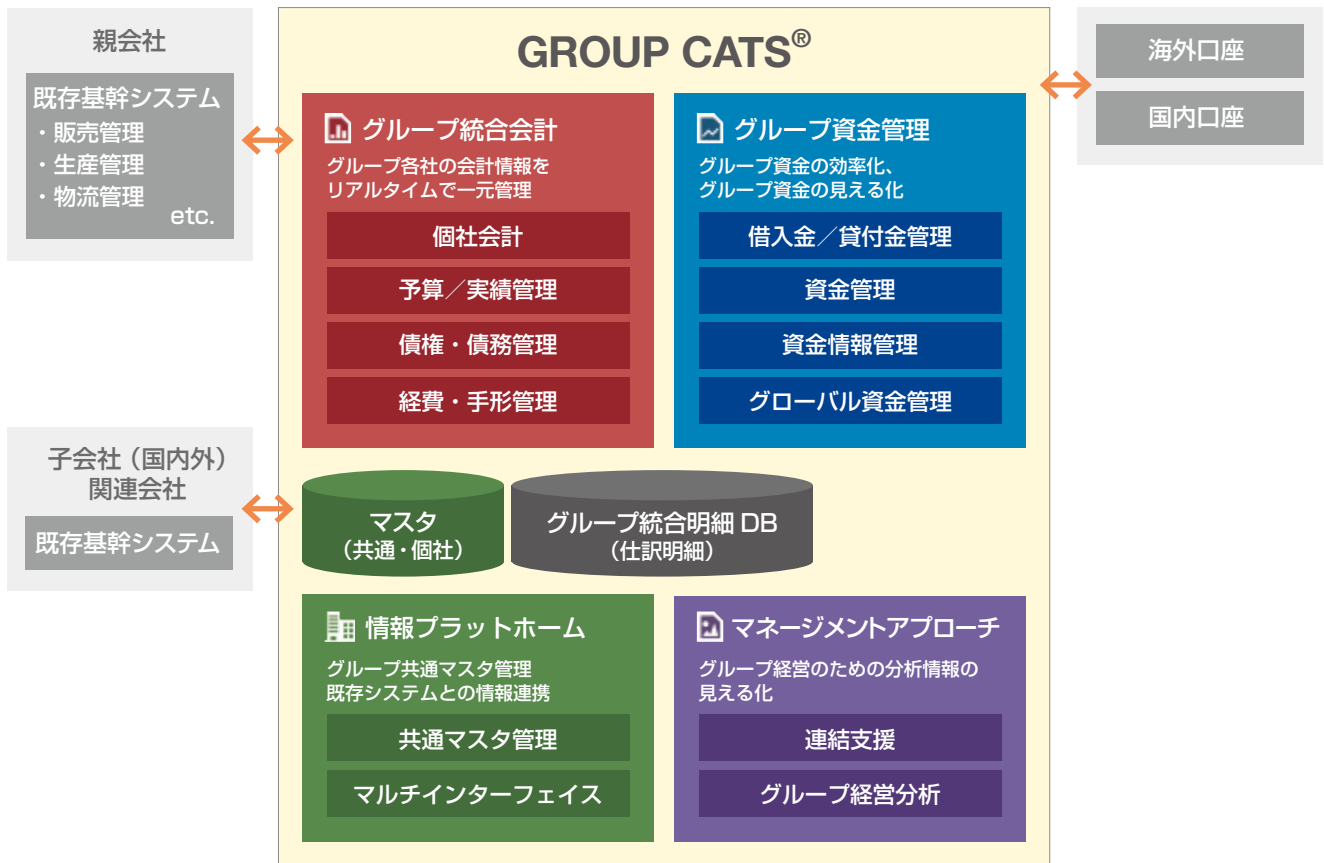 親会社
既存基幹システム
・販売管理
・生産管理
・物流管理
etc.
子会社（国内外）
関連会社
既存基幹システム
GROUP CATS®
グループ統合会計
グループ各社の会計情報を
リアルタイムで一元管理
個社会計
予算／実績管理
債権・債務管理
経費・手形管理
グループ資金管理
グループ資金の効率化、
グループ資金の見える化
借入金／貸付金管理
資金管理
資金情報管理
グローバル資金管理
マスタ
（共通・個社）
グループ統合明細 DB
（仕訳明細）
情報プラットホーム
グループ共通マスタ管理
既存システムとの情報連携
共通マスタ管理
マルチインターフェイス
マネージメントアプローチ
グループ経営のための分析情報の
見える化
連結支援
グループ経営分析
海外口座
国内口座